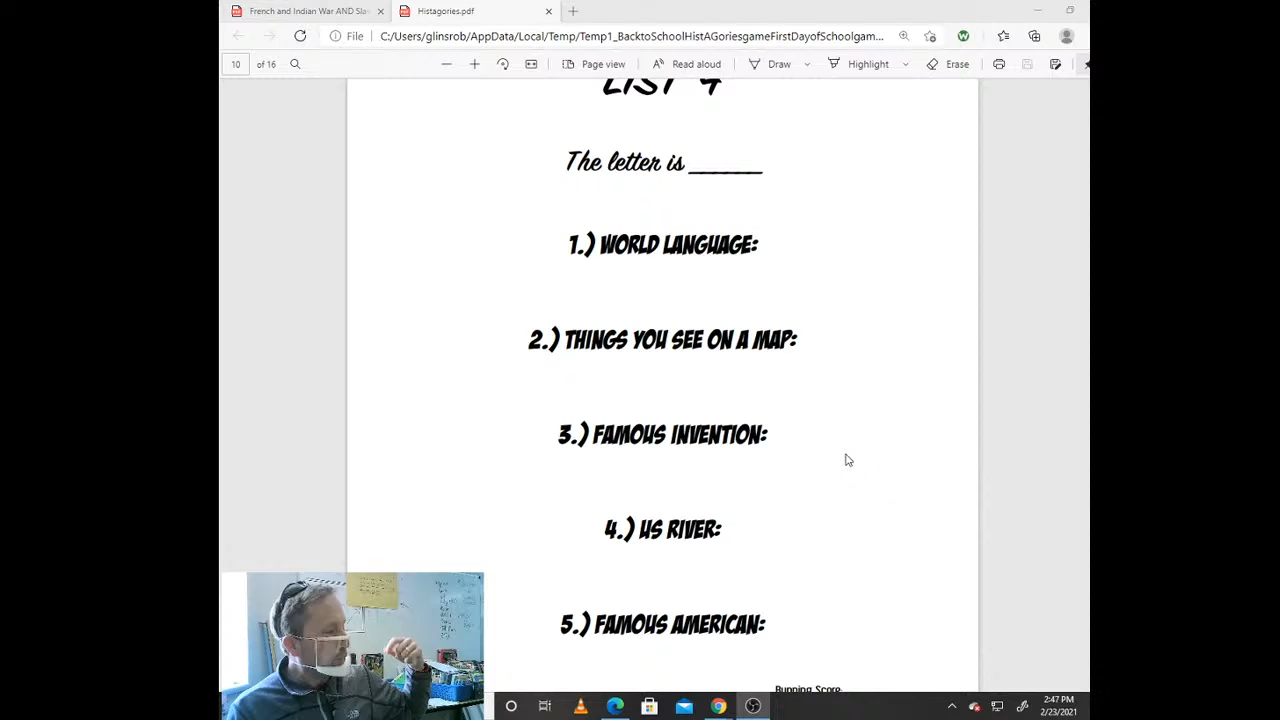 French and Indian War AND Sla
Histagories.pdf
File
C:/Users/glinsrob/AppData/Local/Temp/Temp1_BacktoSchoolHistAGoriesgameFirstDayofSchoolgam...
10 of 16
Page view
Read aloud
Draw
Highlight
Erase
LIST 4
The letter is ______
1.) WORLD LANGUAGE:
2.) THINGS YOU SEE ON A MAP:
3.) FAMOUS INVENTION:
4.) US RIVER:
5.) FAMOUS AMERICAN:
Running Score:
2:47 PM
2/23/2021